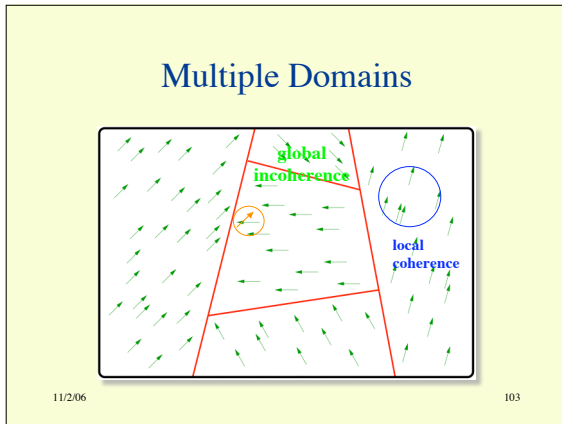 Multiple Domains
global
incoherence
local
coherence
11/2/06
103